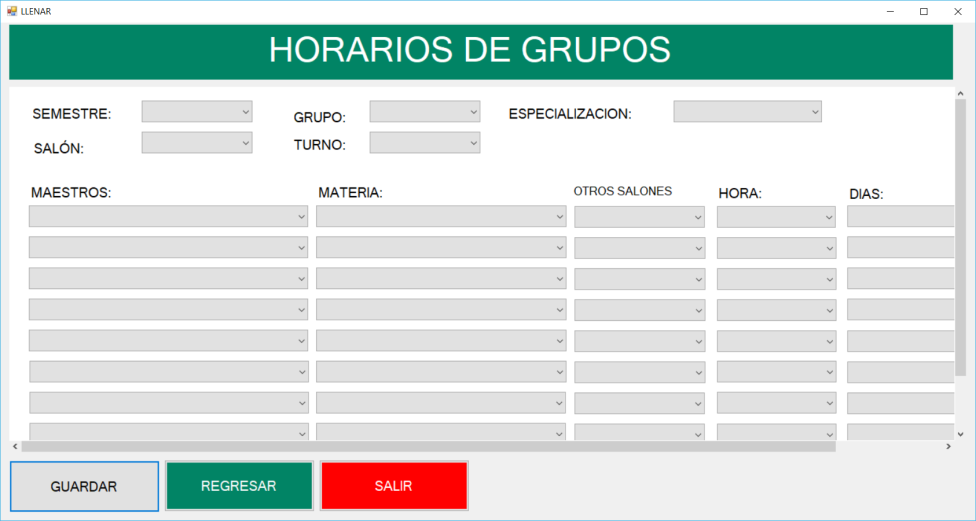 LLENAR
HORARIOS DE GRUPOS
SEMESTRE: GRUPO: ESPECIALIZACION:
SALÓN: TURNO:
MAESTROS: MATERIA: OTROS SALONES HORA: DIAS:
GUARDAR REGRESAR SALIR